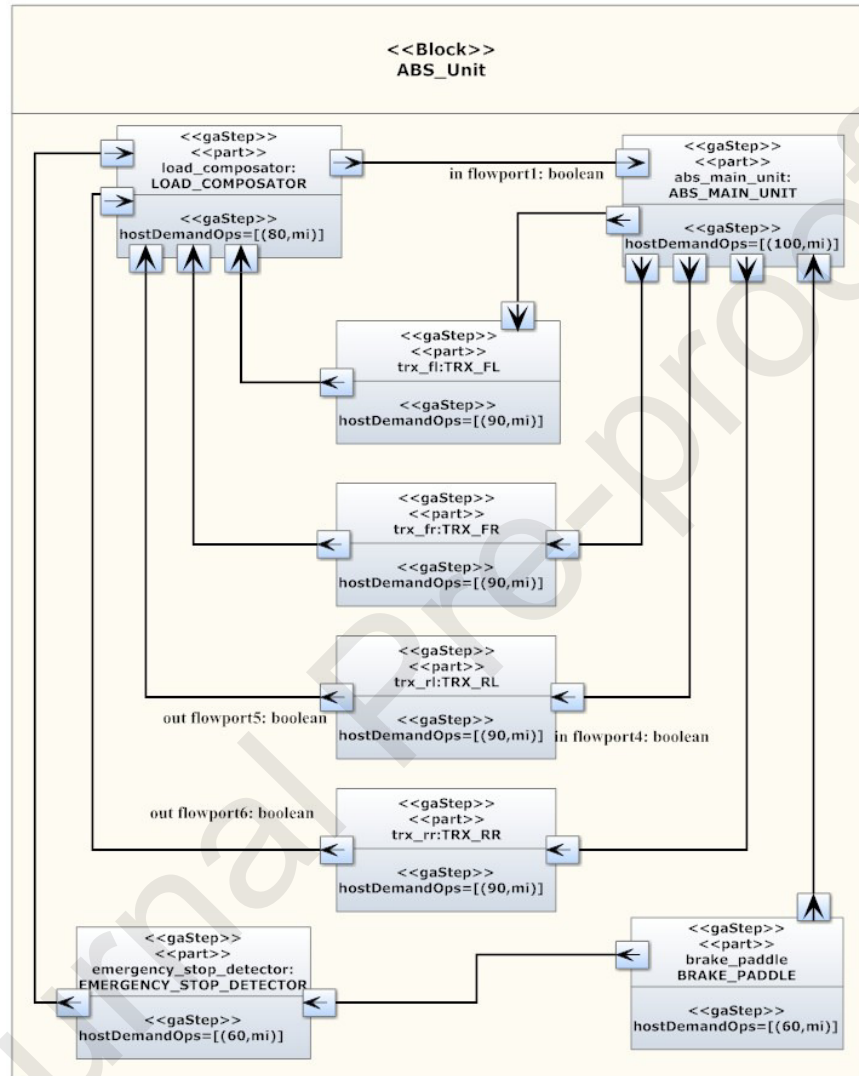 <<Block>>
ABS_Unit
<<gaStep>>
<<part>>
load_composator:
LOAD_COMPOSATOR
<<gaStep>>
hostDemandOps=[(80,mi)]
in flowport1: boolean
<<gaStep>>
<<part>>
abs_main_unit:
ABS_MAIN_UNIT
<<gaStep>>
hostDemandOps=[(100,mi)]
<<gaStep>>
<<part>>
trx_fl:TRX_FL
<<gaStep>>
hostDemandOps=[(90,mi)]
<<gaStep>>
<<part>>
trx_fr:TRX_FR
<<gaStep>>
hostDemandOps=[(90,mi)]
<<gaStep>>
<<part>>
trx_rl:TRX_RL
<<gaStep>>
hostDemandOps=[(90,mi)]
out flowport5: boolean
in flowport4: boolean
<<gaStep>>
<<part>>
trx_rr:TRX_RR
<<gaStep>>
hostDemandOps=[(90,mi)]
out flowport6: boolean
<<gaStep>>
<<part>>
emergency_stop_detector:
EMERGENCY_STOP_DETECTOR
<<gaStep>>
hostDemandOps=[(60,mi)]
<<gaStep>>
<<part>>
brake_paddle
BRAKE_PADDLE
<<gaStep>>
hostDemandOps=[(60,mi)]
urnal Pre-proof